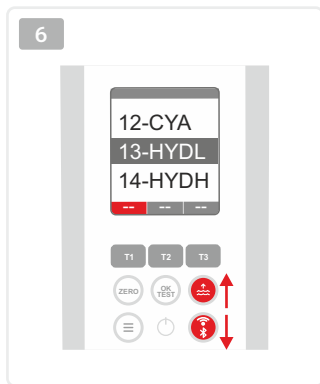 6
12-CYA
13-HYDL
14-HYDH
-- -- --
T1 T2 T3
ZERO OK TEST